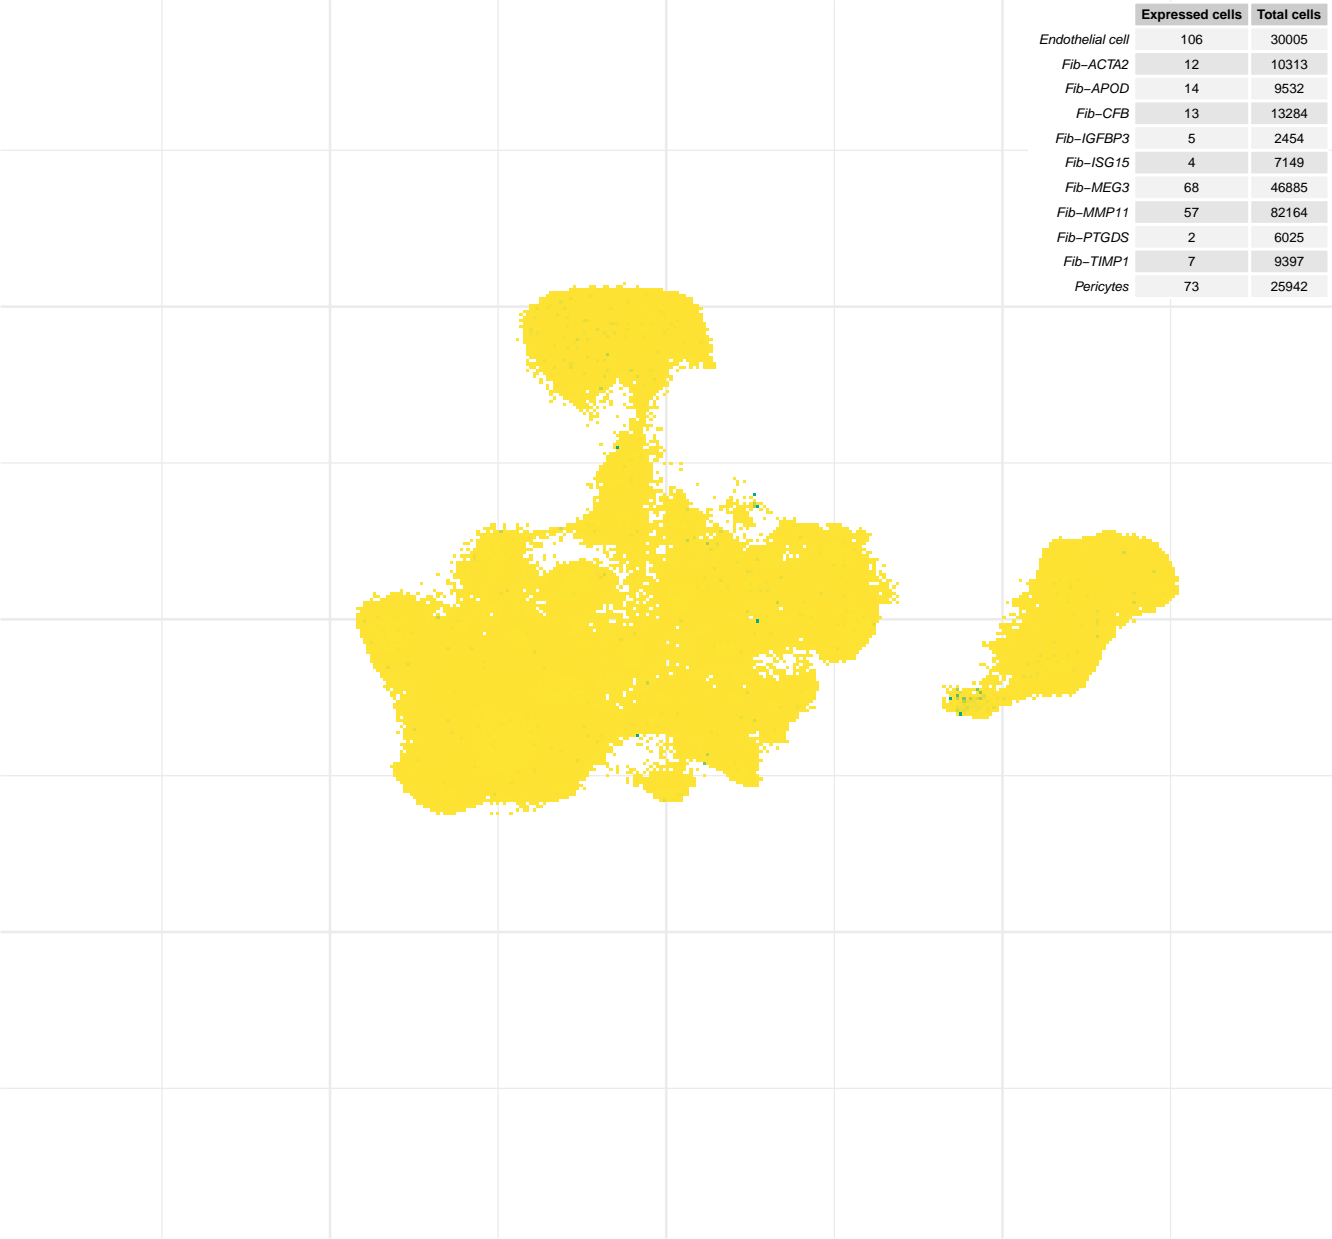 Expressed cells Total cells
Endothelial cell 106 30005
Fib−ACTA2 12 10313
Fib−APOD 14 9532
Fib−CFB 13 13284
Fib−IGFBP3 5 2454
Fib−ISG15 4 7149
Fib−MEG3 68 46885
Fib−MMP11 57 82164
Fib−PTGDS 2 6025
Fib−TIMP1 7 9397
Pericytes 73 25942